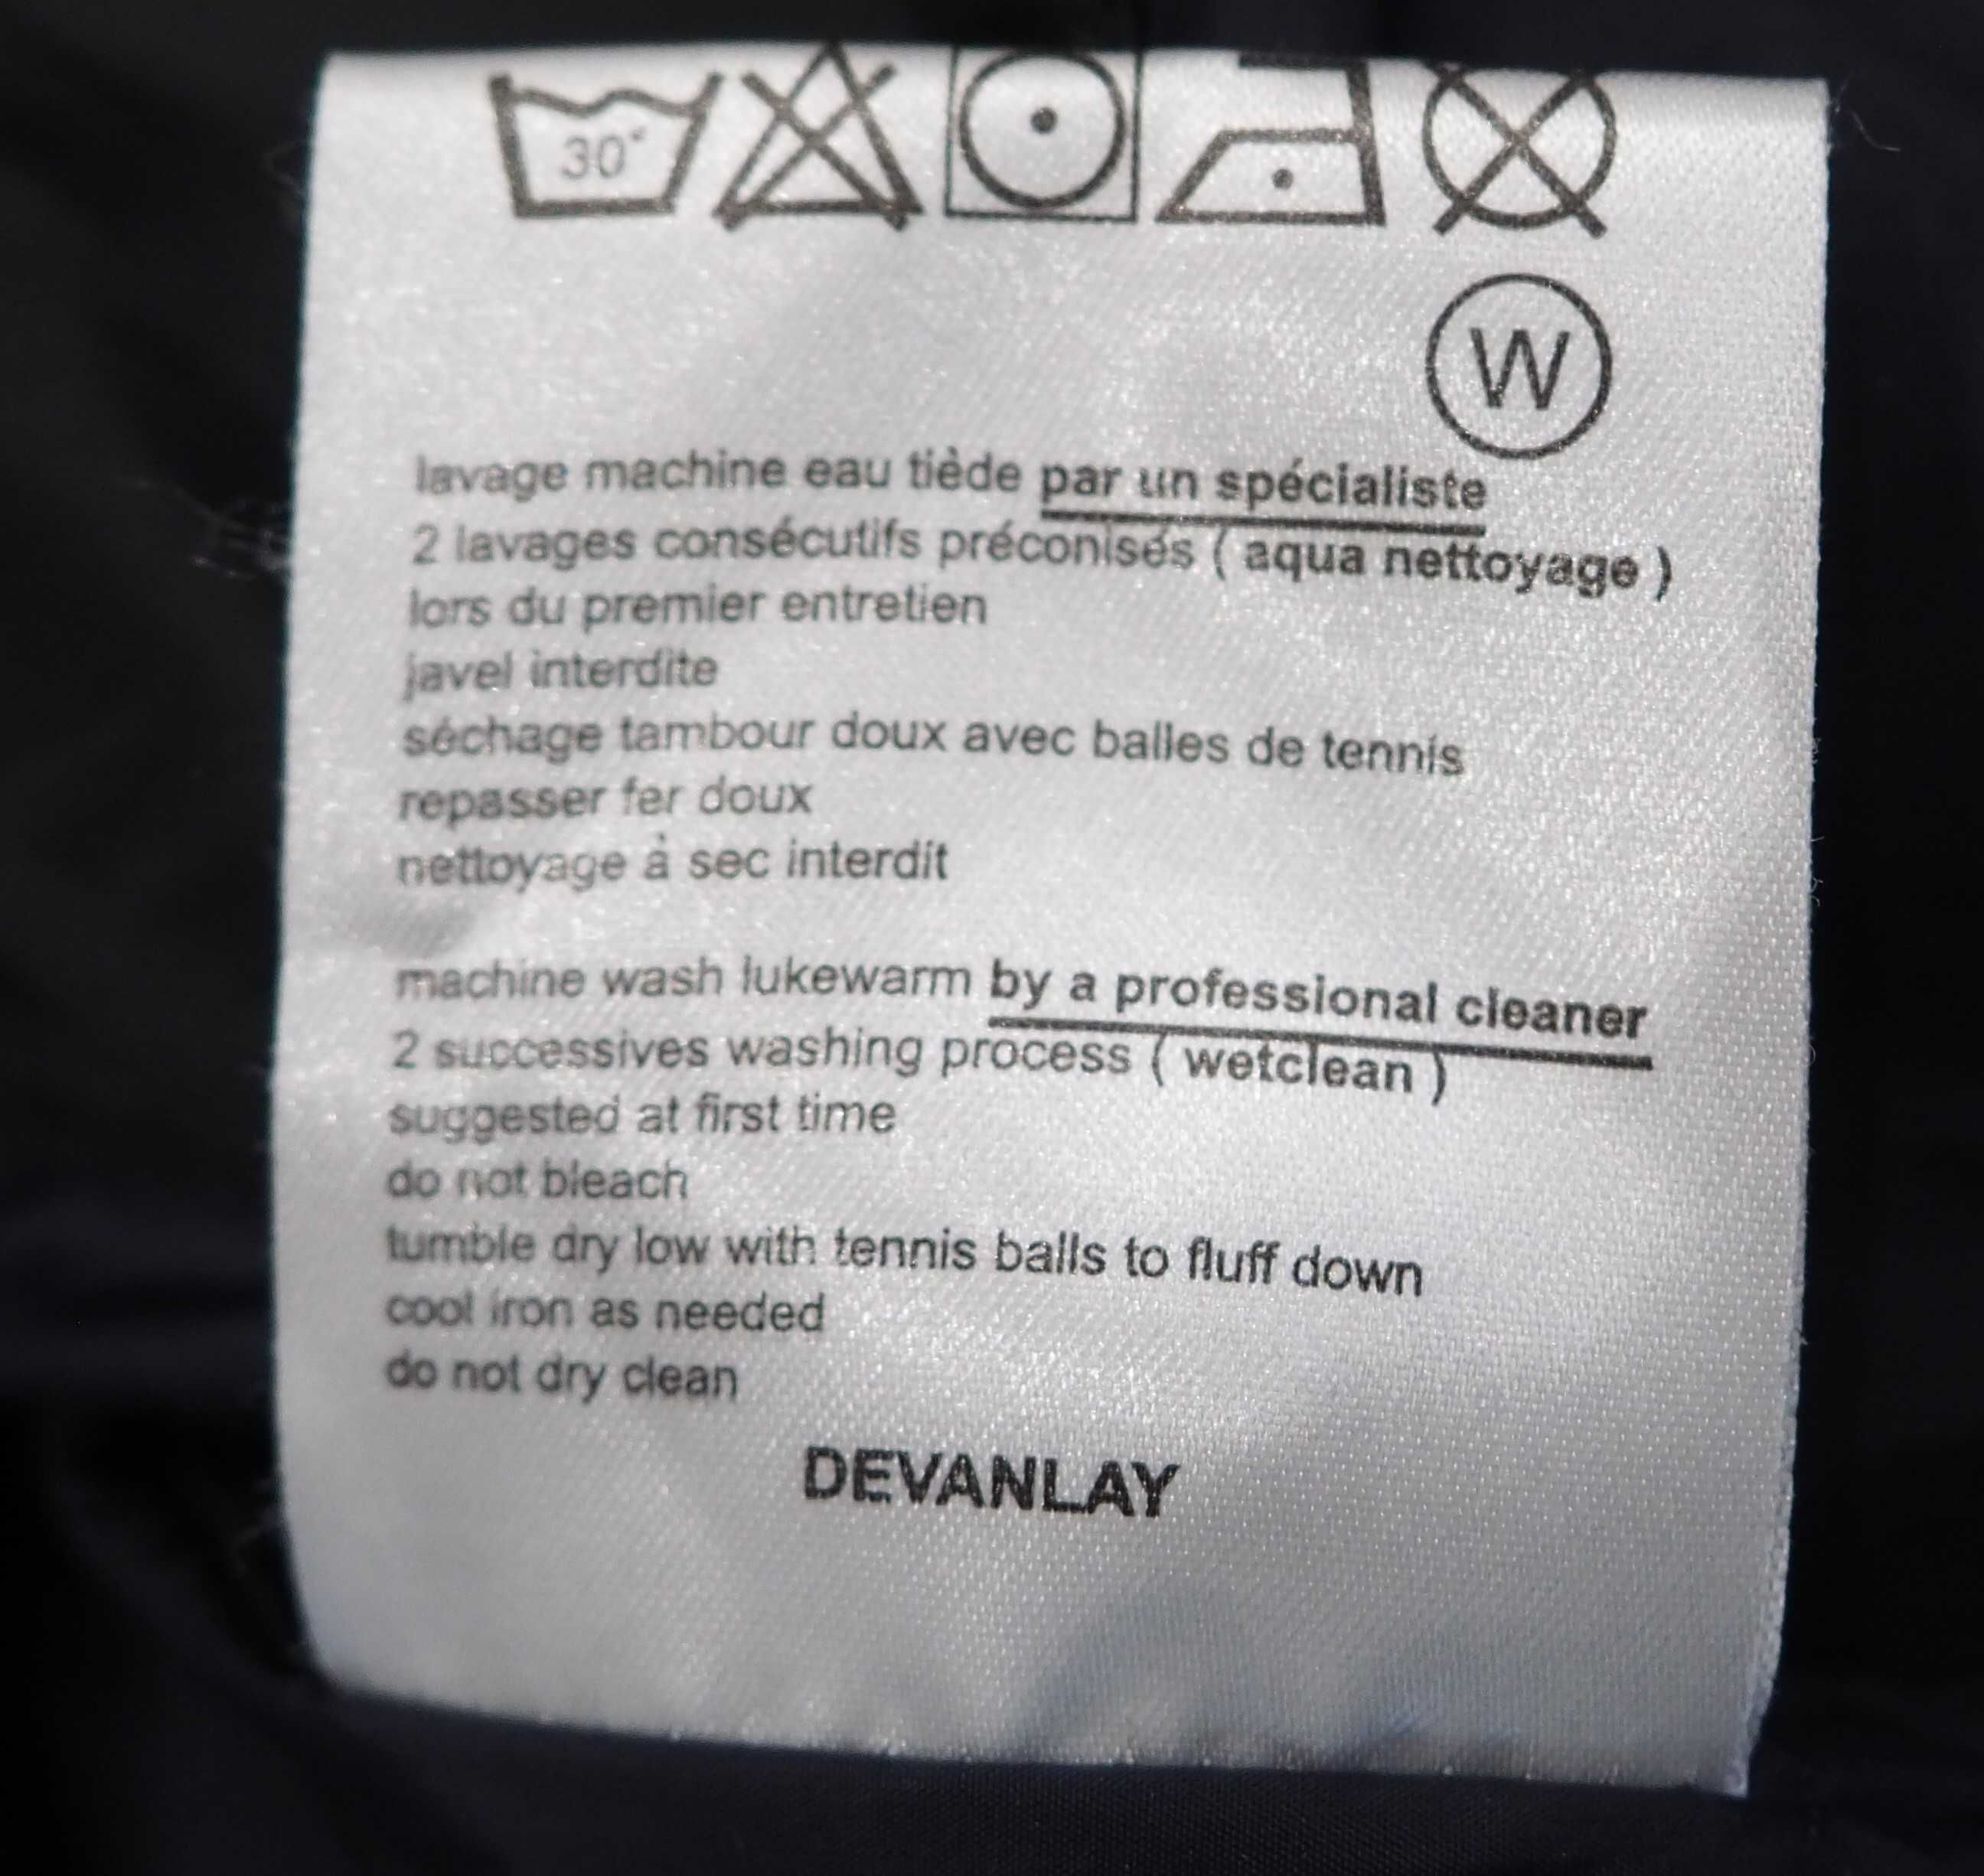 30°
W
lavage machine eau tiède par un spécialiste
2 lavages consécutifs préconisés ( aqua nettoyage )
lors du premier entretien
javel interdite
séchage tambour doux avec balles de tennis
repasser fer doux
nettoyage à sec interdit
machine wash lukewarm by a professional cleaner
2 successives washing process ( wetclean )
suggested at first time
do not bleach
tumble dry low with tennis balls to fluff down
cool iron as needed
do not dry clean
DEVANLAY